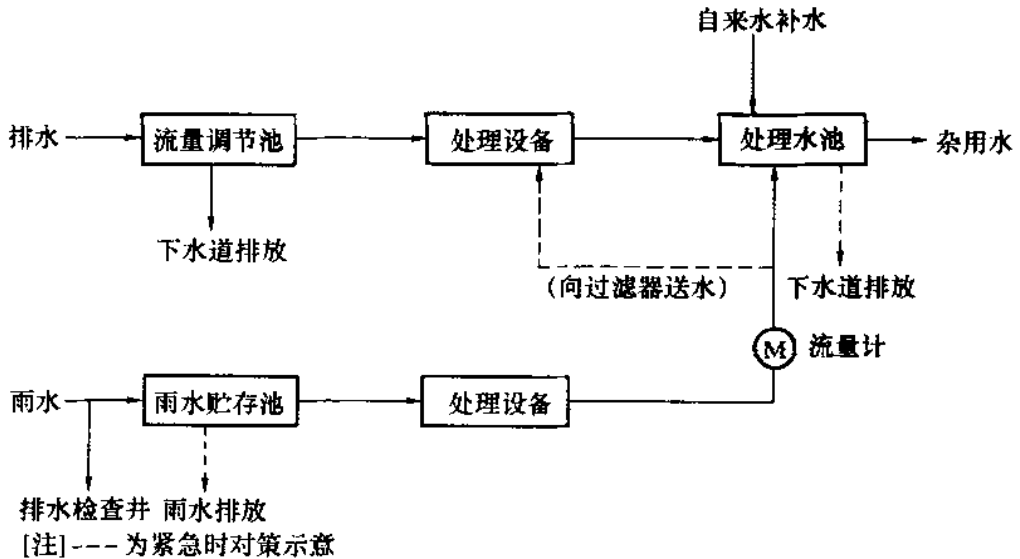 自来水补水
排水
流量调节池
处理设备
处理水池
杂用水
下水道排放
(向过滤器送水)
下水道排放
M
流量计
雨水
雨水贮存池
处理设备
排水检查井
雨水排放
[注]---为紧急时对策示意